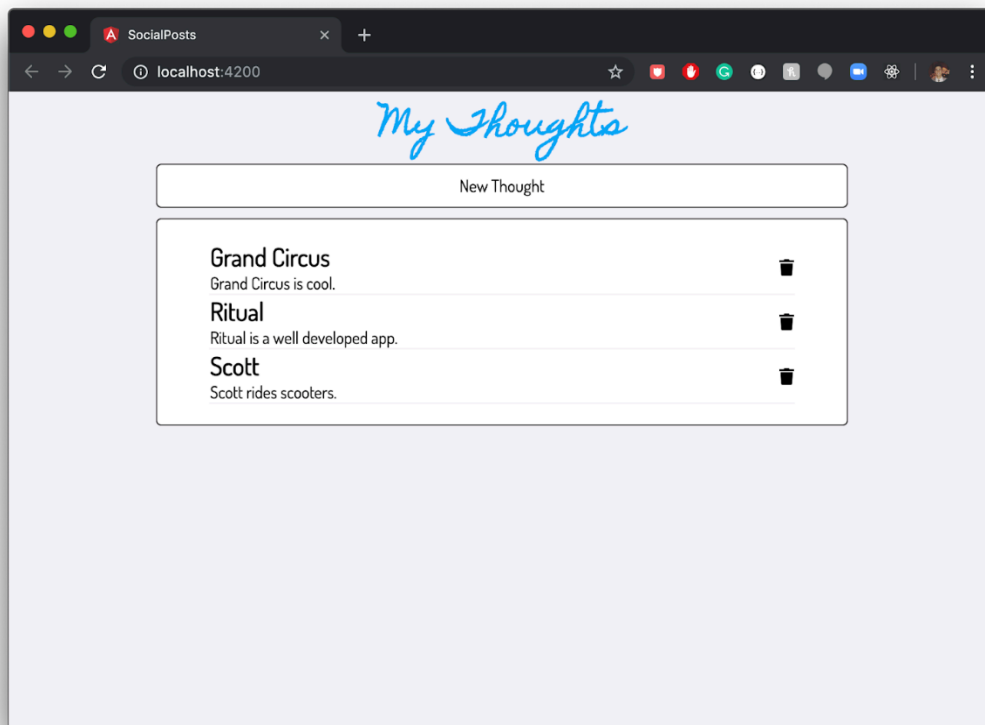 SocialPosts
localhost:4200
My Thoughts
New Thought
Grand Circus
Grand Circus is cool.
Ritual
Ritual is a well developed app.
Scott
Scott rides scooters.